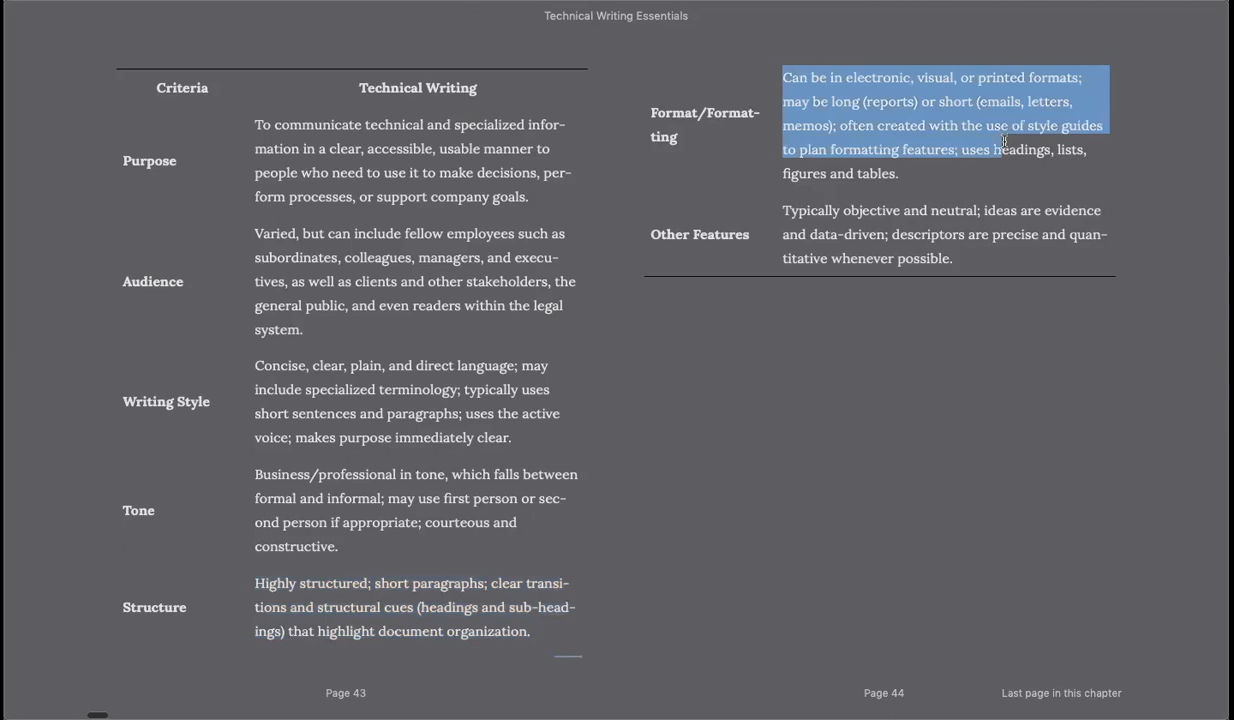 Technical Writing Essentials
Criteria
Technical Writing
Purpose
To communicate technical and specialized infor-
mation in a clear, accessible, usable manner to
people who need to use it to make decisions, per-
form processes, or support company goals.
Audience
Varied, but can include fellow employees such as
subordinates, colleagues, managers, and execu-
tives, as well as clients and other stakeholders, the
general public, and even readers within the legal
system.
Writing Style
Concise, clear, plain, and direct language; may
include specialized terminology; typically uses
short sentences and paragraphs; uses the active
voice; makes purpose immediately clear.
Tone
Business/professional in tone, which falls between
formal and informal; may use first person or sec-
ond person if appropriate; courteous and
constructive.
Structure
Highly structured; short paragraphs; clear transi-
tions and structural cues (headings and sub-head-
ings) that highlight document organization.
Page 43
Format/Format-
ting
Can be in electronic, visual, or printed formats;
may be long (reports) or short (emails, letters,
memos); often created with the use of style guides
to plan formatting features; uses headings, lists,
figures and tables.
Other Features
Typically objective and neutral; ideas are evidence
and data-driven; descriptors are precise and quan-
titative whenever possible.
Page 44
Last page in this chapter